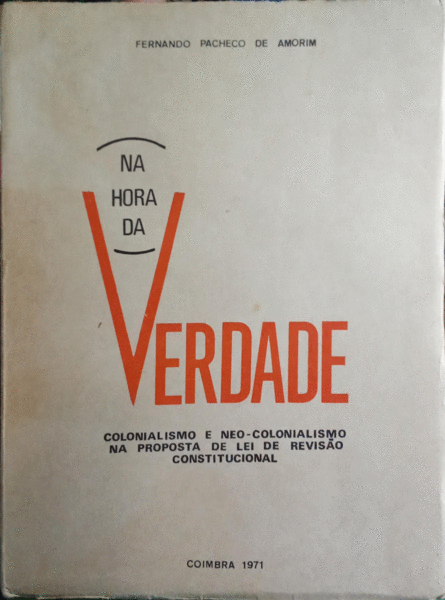 FERNANDO PACHECO DE AMORIM
NA
HORA
DA
VERDADE
COLONIALISMO E NEO-COLONIALISMO
NA PROPOSTA DE LEI DE REVISÃO
CONSTITUCIONAL
COIMBRA 1971